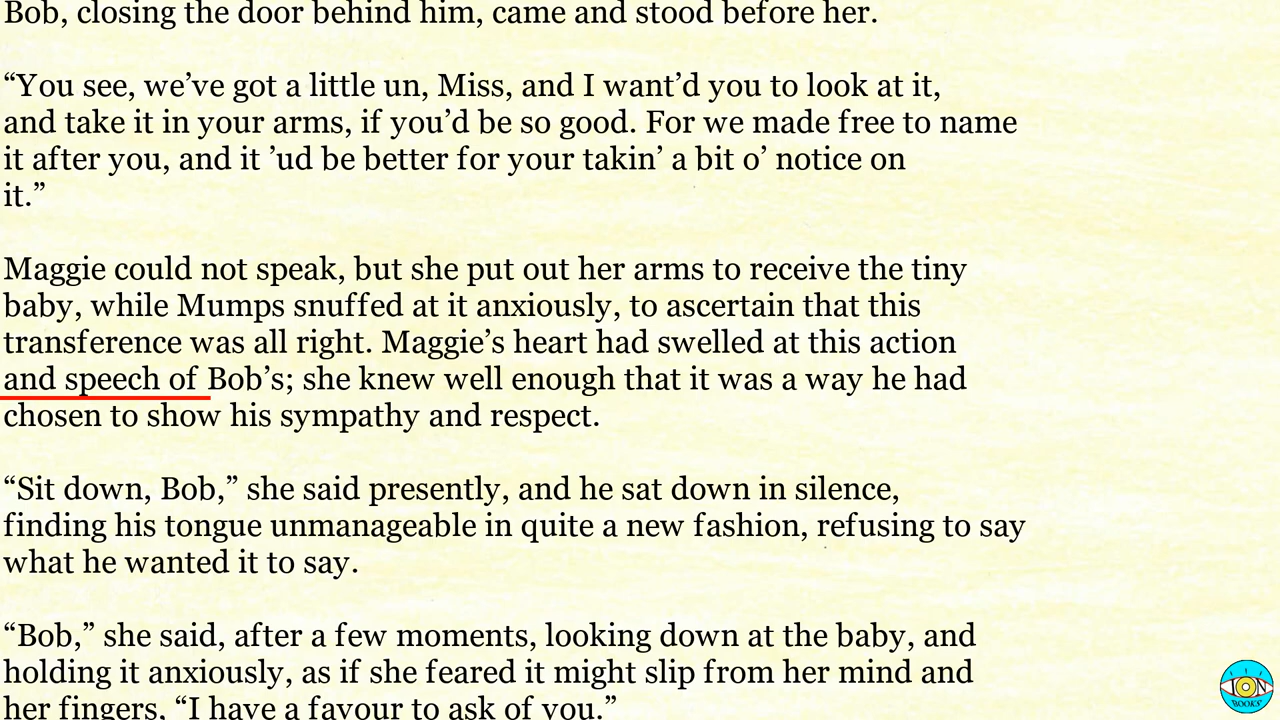 Bob, closing the door behind him, came and stood before her.
“You see, we’ve got a little un, Miss, and I want’d you to look at it,
and take it in your arms, if you’d be so good. For we made free to name
it after you, and it ’ud be better for your takin’ a bit o’ notice on
it.”
Maggie could not speak, but she put out her arms to receive the tiny
baby, while Mumps snuffed at it anxiously, to ascertain that this
transference was all right. Maggie’s heart had swelled at this action
and speech of Bob’s; she knew well enough that it was a way he had
chosen to show his sympathy and respect.
“Sit down, Bob,” she said presently, and he sat down in silence,
finding his tongue unmanageable in quite a new fashion, refusing to say
what he wanted it to say.
“Bob,” she said, after a few moments, looking down at the baby, and
holding it anxiously, as if she feared it might slip from her mind and
her fingers, “I have a favour to ask of you.”
ION
BOOKS